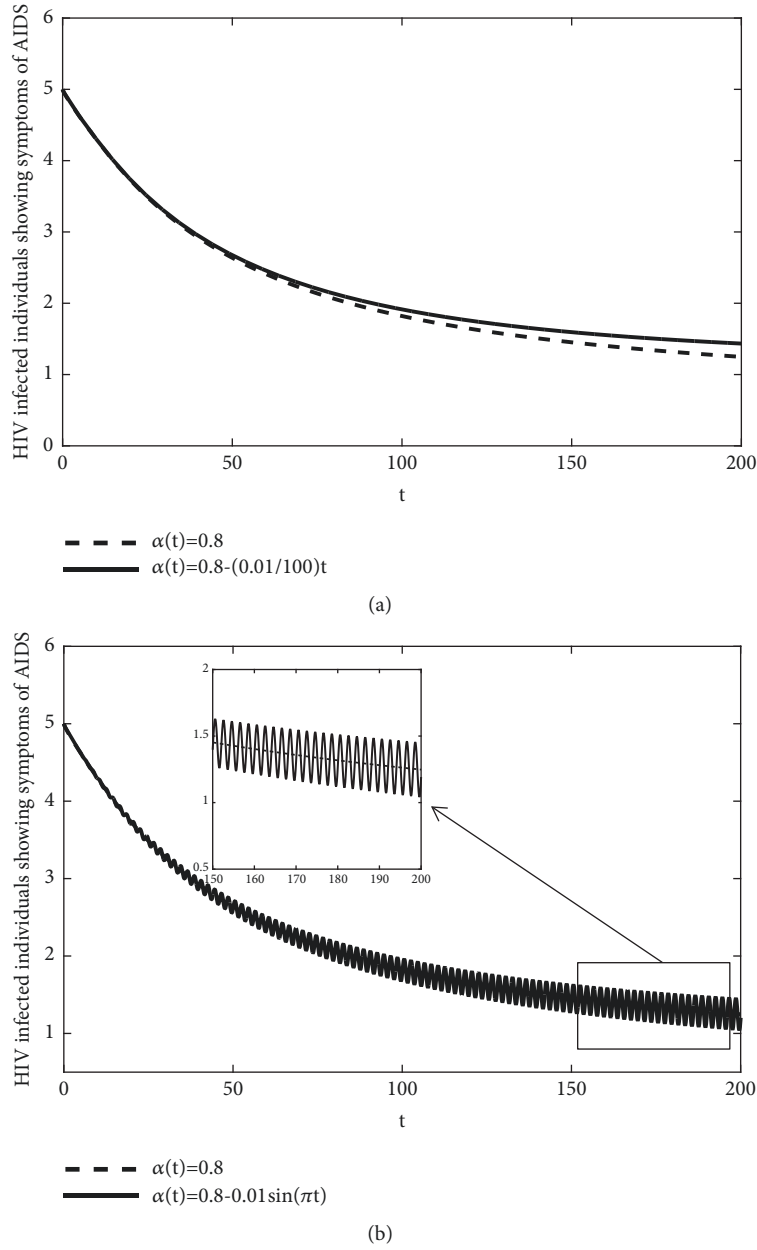 HIV infected individuals showing symptoms of AIDS
6
5
4
3
2
1
0
0 50 100 150 200
t
α(t)=0.8
α(t)=0.8-(0.01/100)t
(a)
HIV infected individuals showing symptoms of AIDS
6
5
4
3
2
1
2
1.5
1
0.5
150 160 170 180 190 200
0 50 100 150 200
t
α(t)=0.8
α(t)=0.8-0.01sin(πt)
(b)